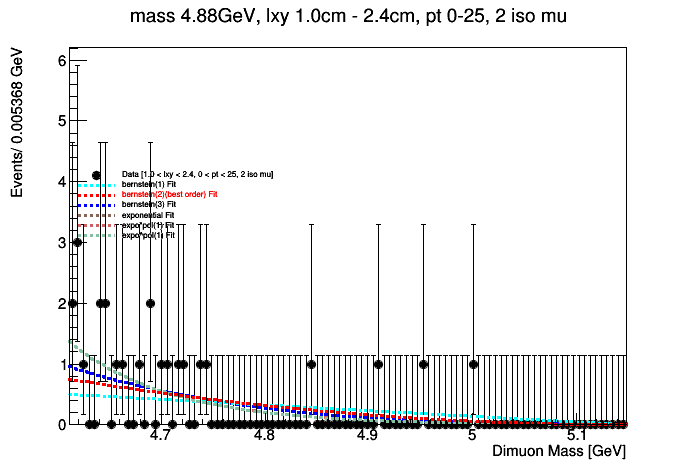 mass 4.88GeV, lxy 1.0cm - 2.4cm, pt 0-25, 2 iso mu
Events/ 0.005368 GeV
6
5
4
3
2
1
0
Data [1.0 < lxy < 2.4, 0 < pt < 25, 2 iso mu]
bernstein(1) Fit
bernstein(2)(best order) Fit
bernstein(3) Fit
exponential Fit
expo*pol(1) Fit
expo*pol(1) Fit
4.7
4.8
4.9
5
5.1
Dimuon Mass [GeV]